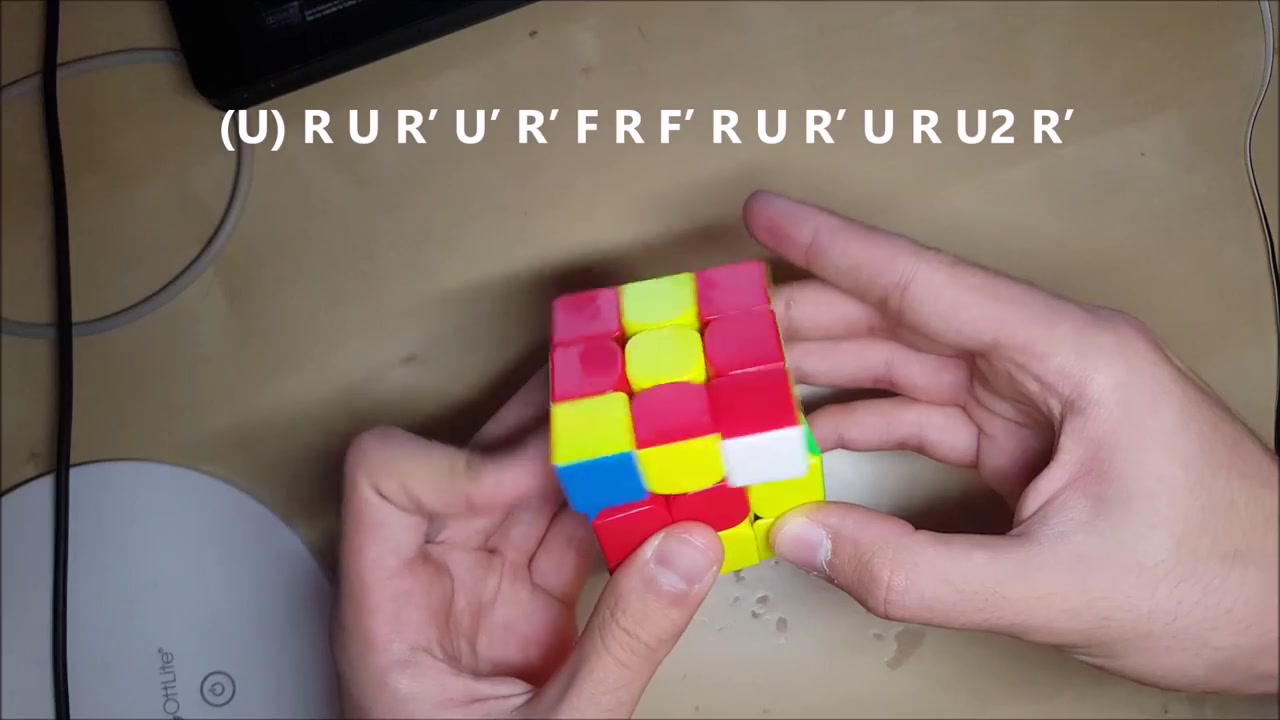 (U) R U R′ U′ R′ F R F′ R U R′ U R U2 R′
OttLite